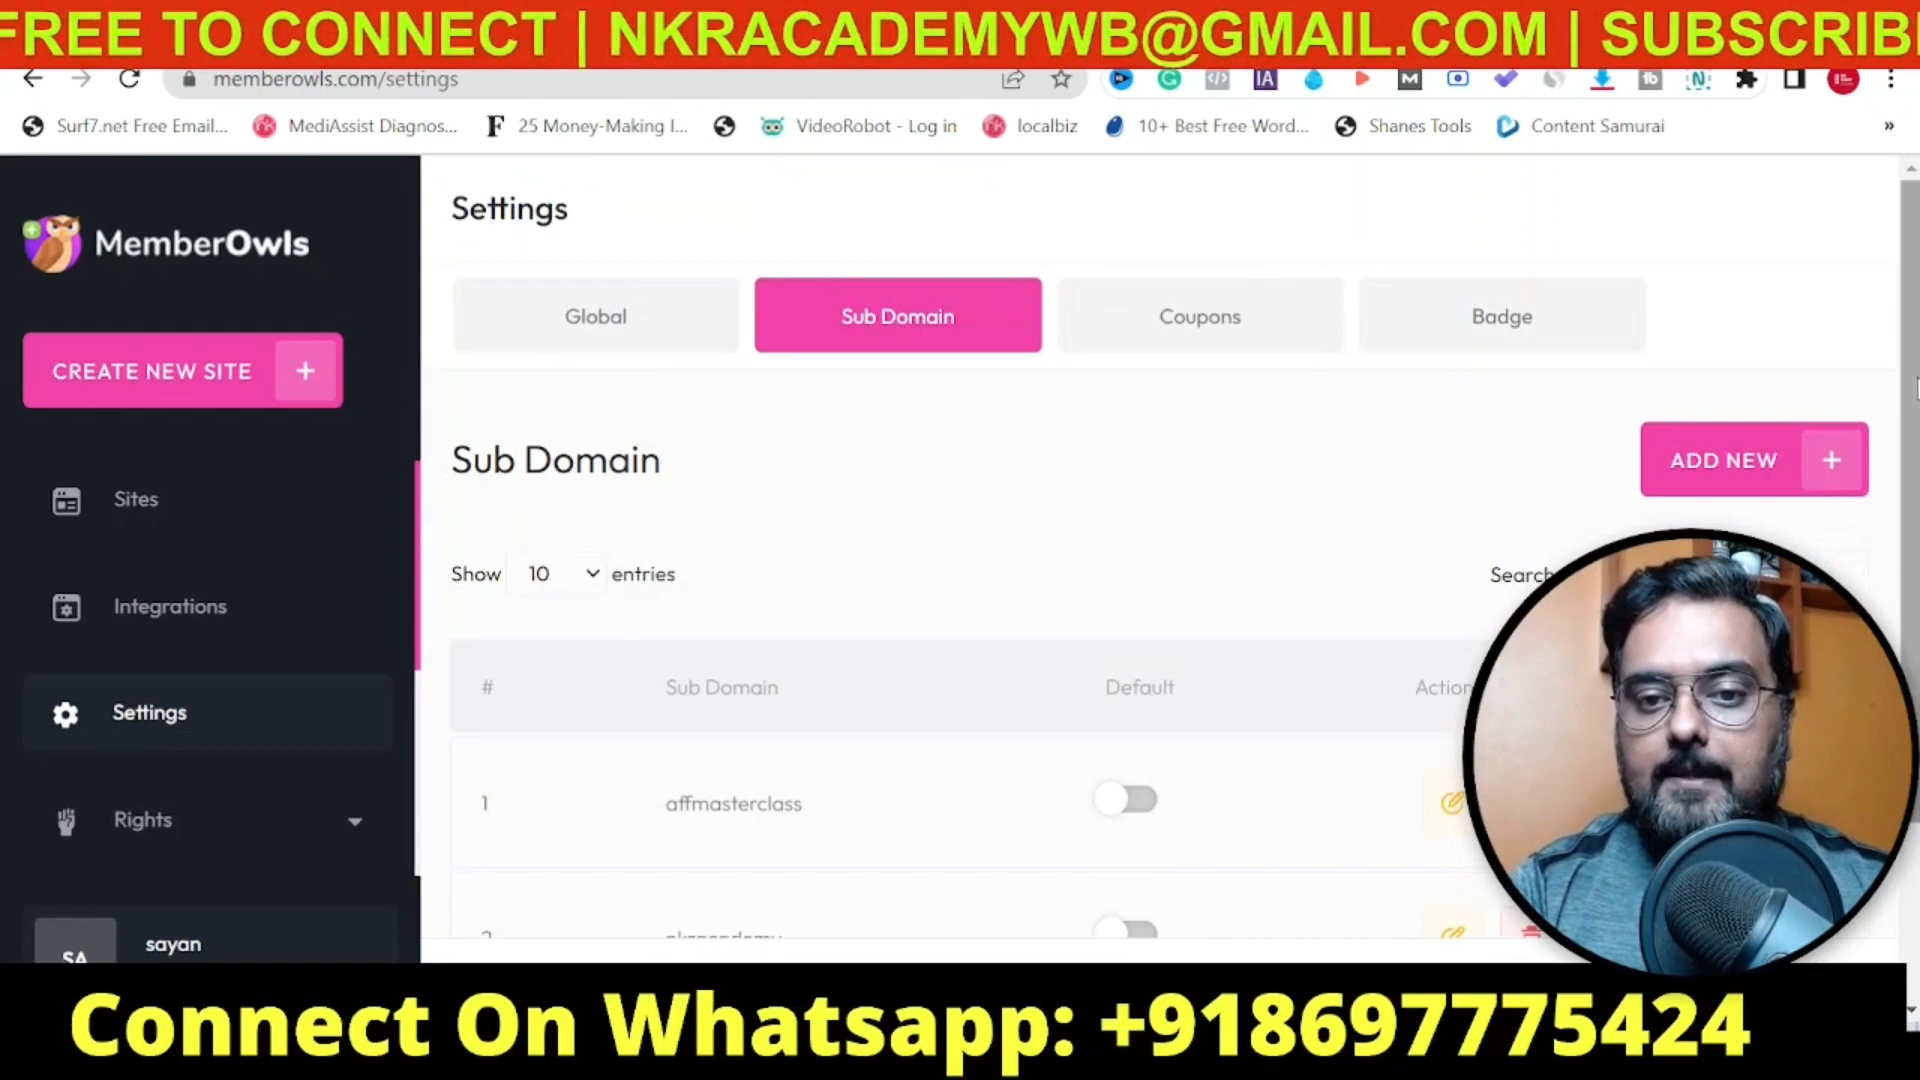 FREE TO CONNECT | NKRACADEMYWB@GMAIL.COM | SUBSCRIB
memberowls.com/settings
Surf7.net Free Email... MediAssist Diagnos... 25 Money-Making I... VideoRobot - Log in localbiz 10+ Best Free Word... Shanes Tools Content Samurai »
MemberOwls
CREATE NEW SITE +
Sites
Integrations
Settings
Rights
SA sayan
Settings
Global Sub Domain Coupons Badge
Sub Domain ADD NEW +
Show 10 entries Search
# Sub Domain Default Action
1 affmasterclass
Connect On Whatsapp: +918697775424